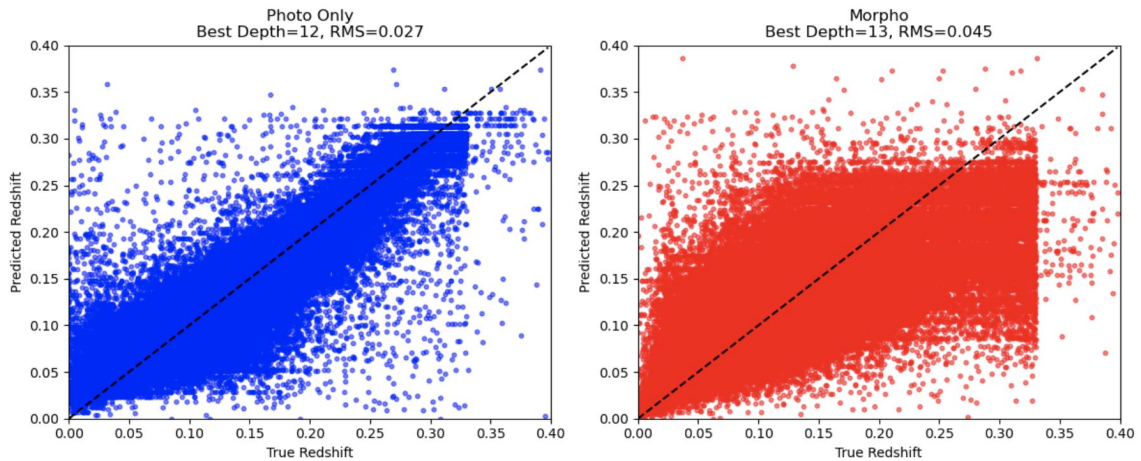 Photo Only
Best Depth=12, RMS=0.027
0.40
0.35
0.30
0.25
0.20
0.15
0.10
0.05
0.00
Predicted Redshift
0.00 0.05 0.10 0.15 0.20 0.25 0.30 0.35 0.40
True Redshift
Morpho
Best Depth=13, RMS=0.045
0.40
0.35
0.30
0.25
0.20
0.15
0.10
0.05
0.00
Predicted Redshift
0.00 0.05 0.10 0.15 0.20 0.25 0.30 0.35 0.40
True Redshift